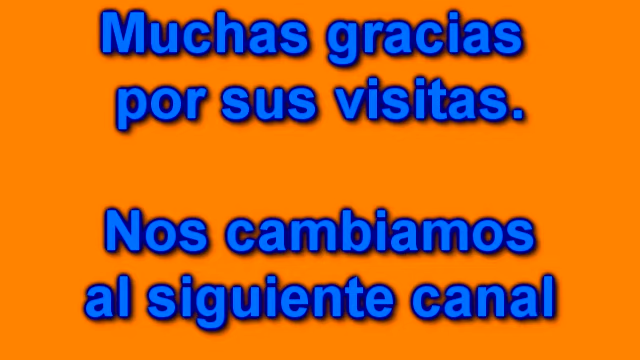 Muchas gracias
por sus visitas.
Nos cambiamos
al siguiente canal